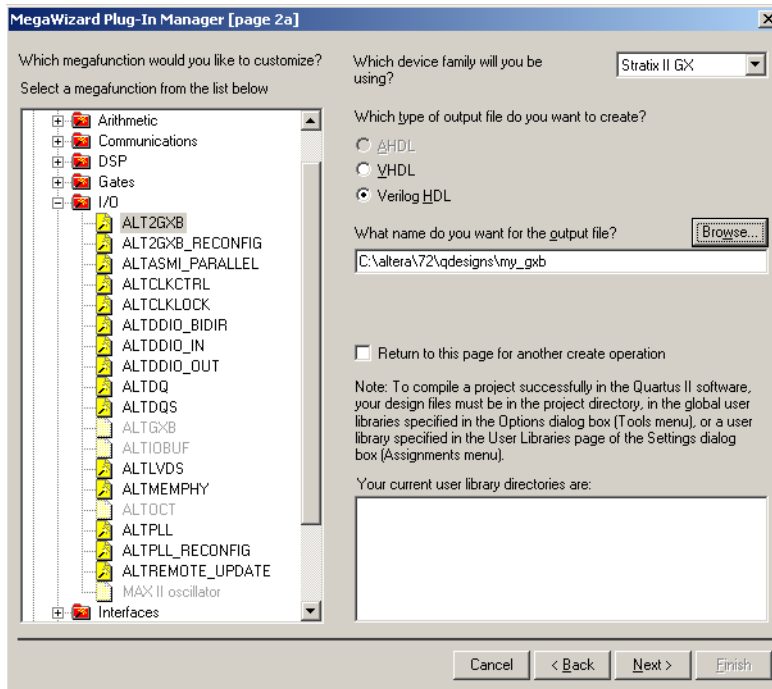 MegaWizard Plug-In Manager [page 2a]
Which megafunction would you like to customize?
Select a megafunction from the list below
Arithmetic
Communications
DSP
Gates
I/O
ALT2GXB
ALT2GXB_RECONFIG
ALTASMI_PARALLEL
ALTCLKCTRL
ALTCLKLOCK
ALTDDIO_BIDIR
ALTDDIO_IN
ALTDDIO_OUT
ALTDQ
ALTDQS
ALTGXB
ALTIOBUF
ALTLVDS
ALTMEMPHY
ALTOCT
ALTPLL
ALTPLL_RECONFIG
ALTREMOTE_UPDATE
MAX II oscillator
Interfaces
Which device family will you be
using?
Stratix II GX
Which type of output file do you want to create?
AHDL
VHDL
Verilog HDL
What name do you want for the output file?
Browse...
C:\altera\72\qdesigns\my_gxb
Return to this page for another create operation
Note: To compile a project successfully in the Quartus II software,
your design files must be in the project directory, in the global user
libraries specified in the Options dialog box (Tools menu), or a user
library specified in the User Libraries page of the Settings dialog
box (Assignments menu).
Your current user library directories are:
Cancel
< Back
Next >
Finish